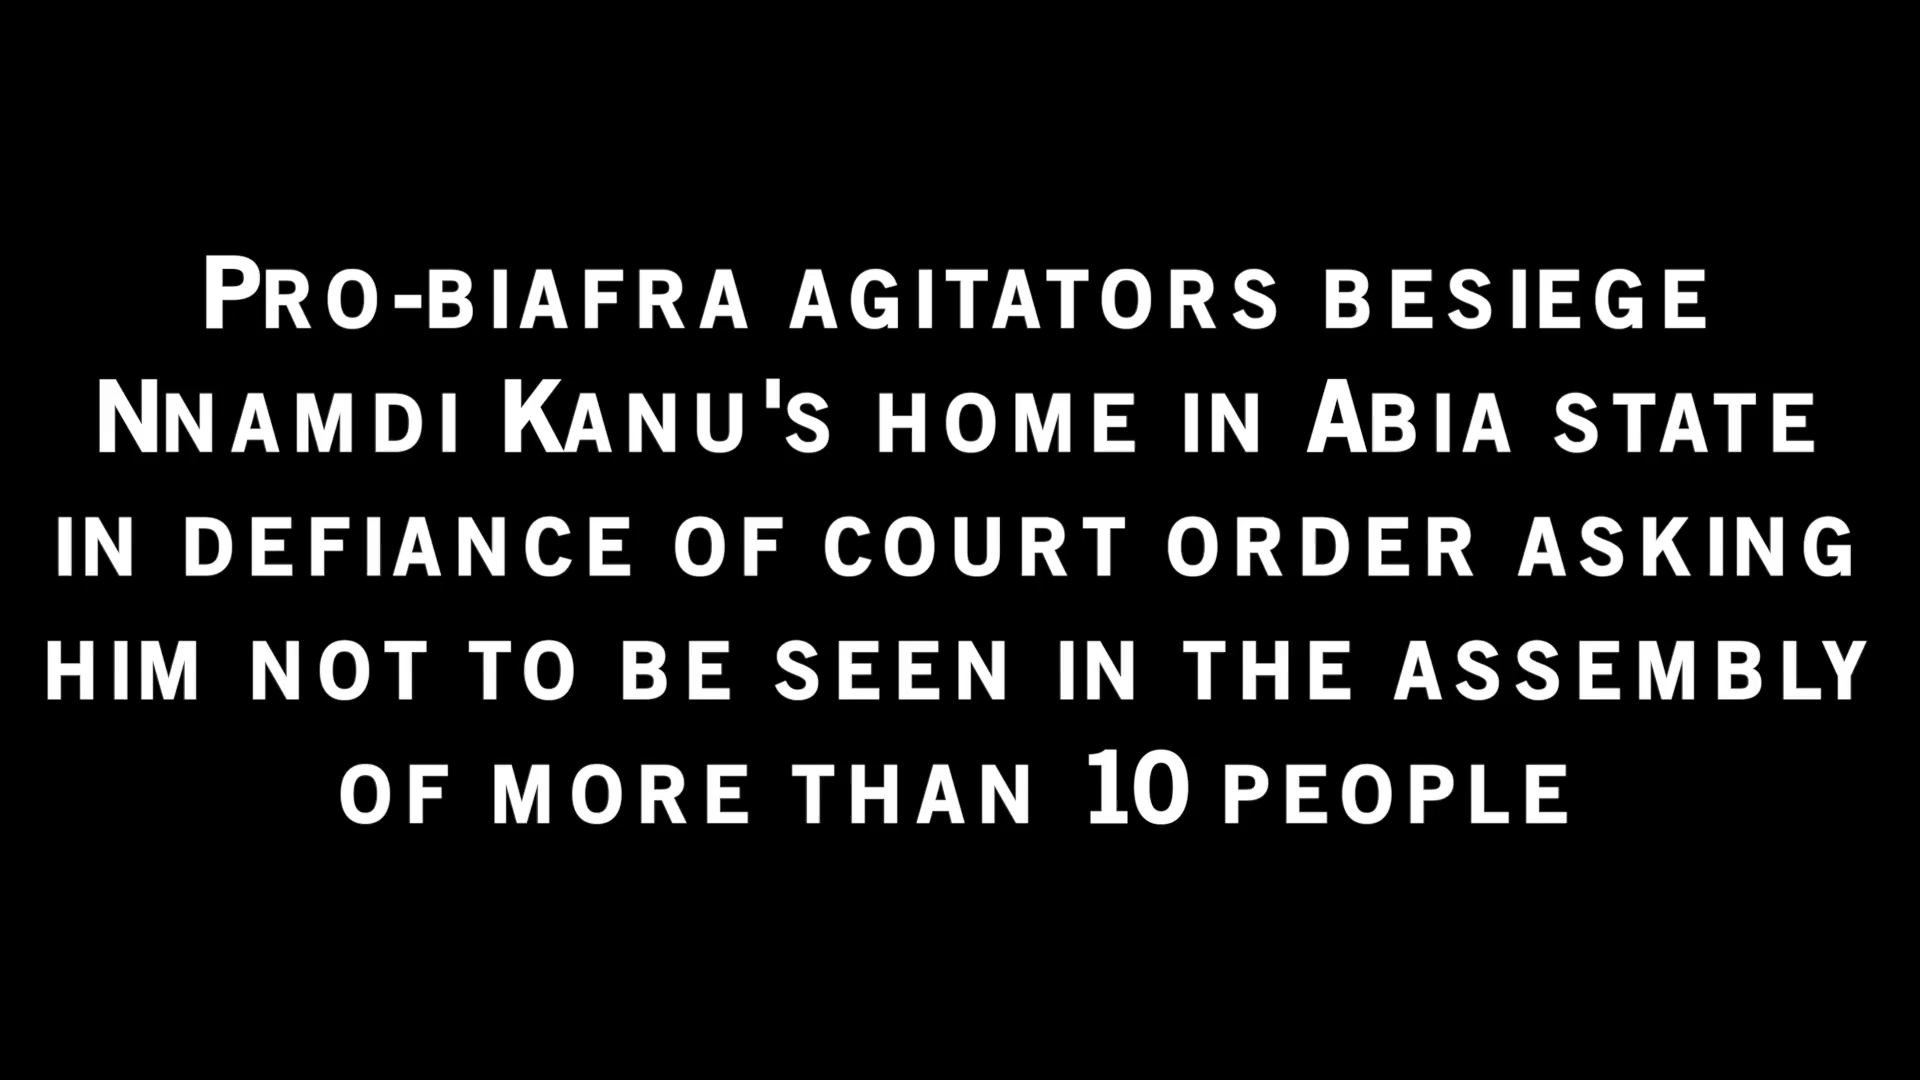 Pro-biafra agitators besiege
Nnamdi Kanu's home in Abia state
in defiance of court order asking
him not to be seen in the assembly
of more than 10 people